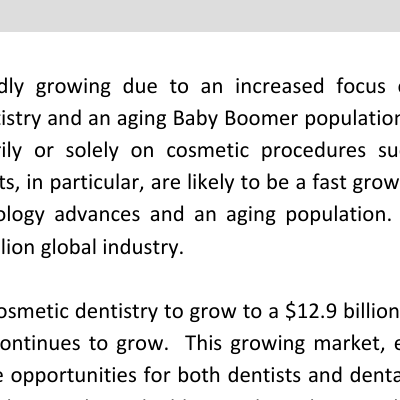 dly growing due to an increased focus
tistry and an aging Baby Boomer population
rily or solely on cosmetic procedures su
ts, in particular, are likely to be a fast grow
ology advances and an aging population.
lion global industry.
osmetic dentistry to grow to a $12.9 billion
ontinues to grow. This growing market, e
e opportunities for both dentists and denta